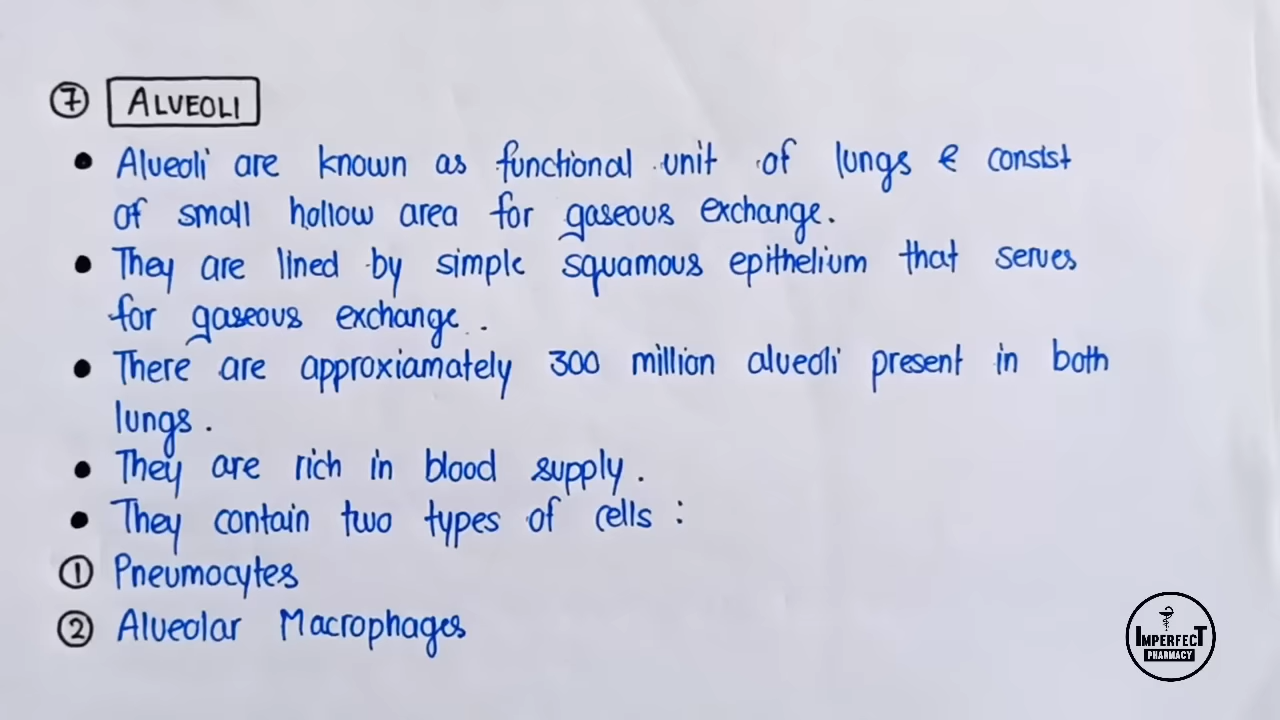 ⑦ ALVEOLI
• Alveoli are known as functional unit of lungs & consist
of small hollow area for gaseous exchange.
• They are lined by simple squamous epithelium that serves
for gaseous exchange.
• There are approxiamately 300 million alveoli present in both
lungs.
• They are rich in blood supply.
• They contain two types of cells :
① Pneumocytes
② Alveolar Macrophages
IMPERFECT
PHARMACY